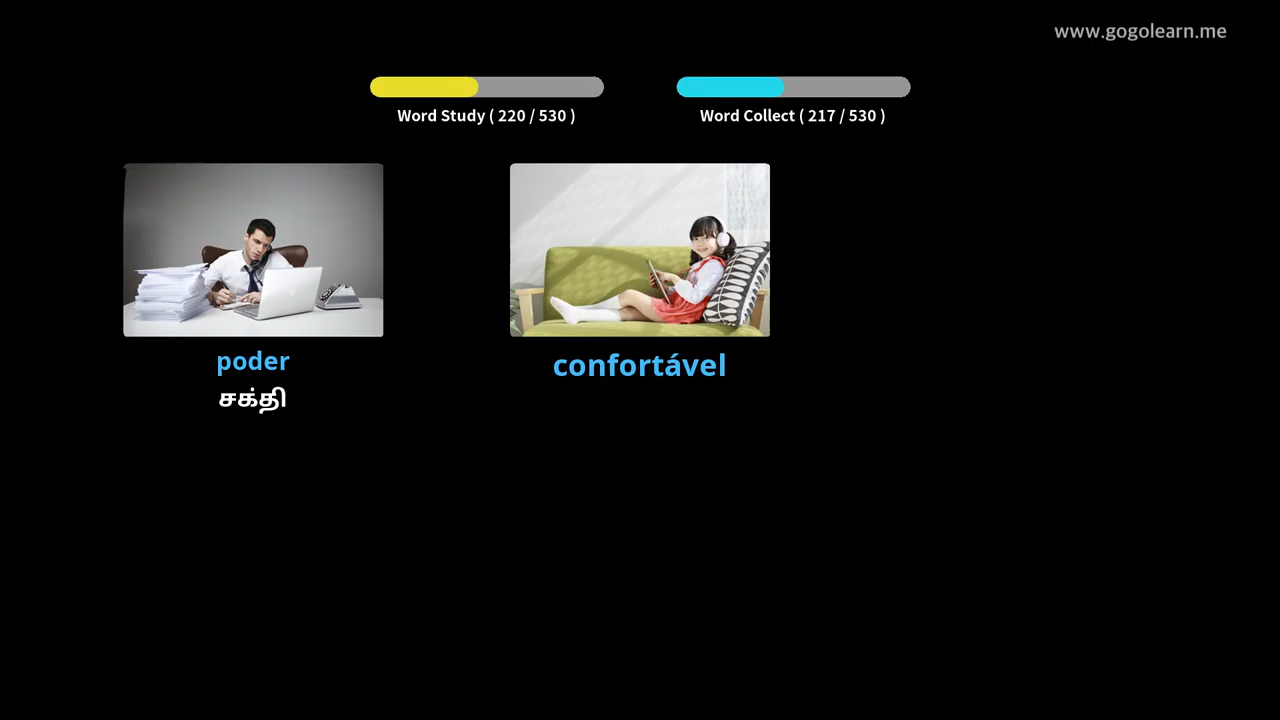 www.gogolearn.me
Word Study ( 220 / 530 )
Word Collect ( 217 / 530 )
poder
சக்தி
confortável